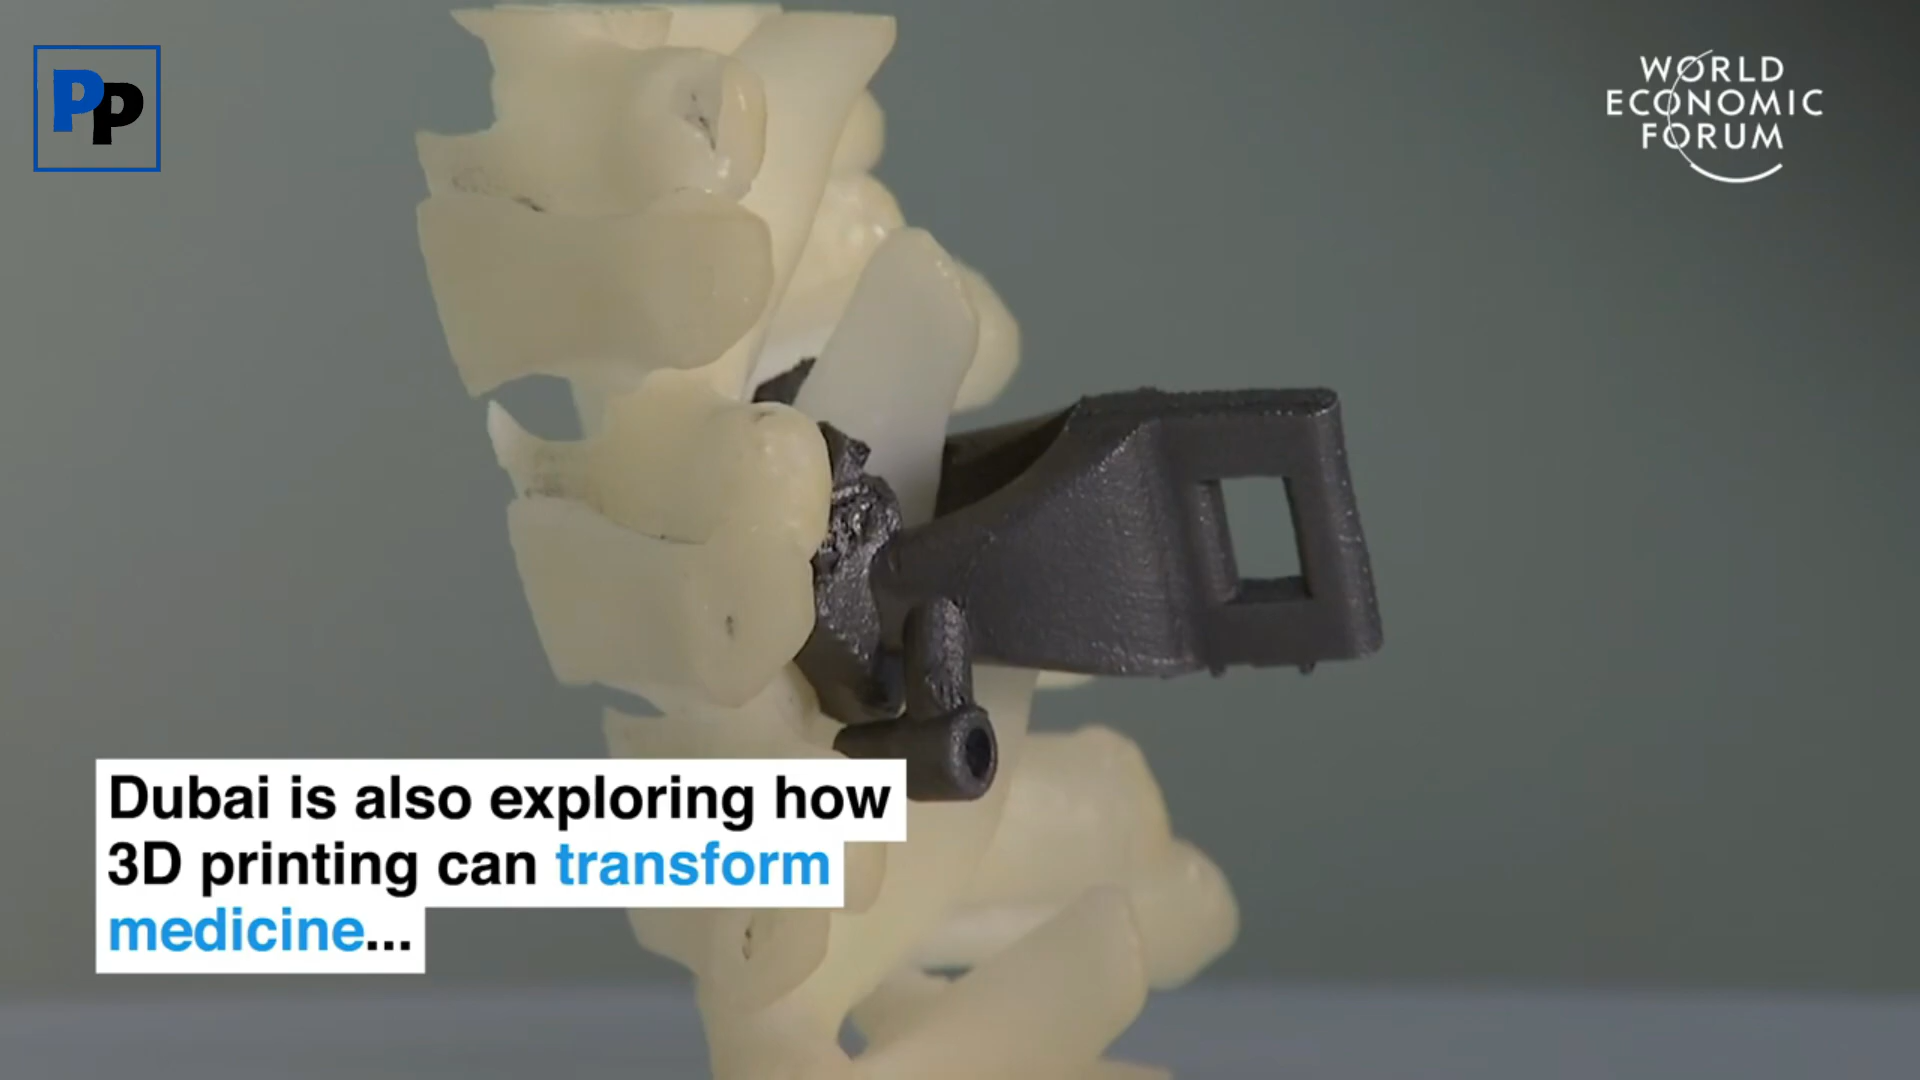 PP
WORLD
ECONOMIC
FORUM
Dubai is also exploring how
3D printing can transform
medicine...